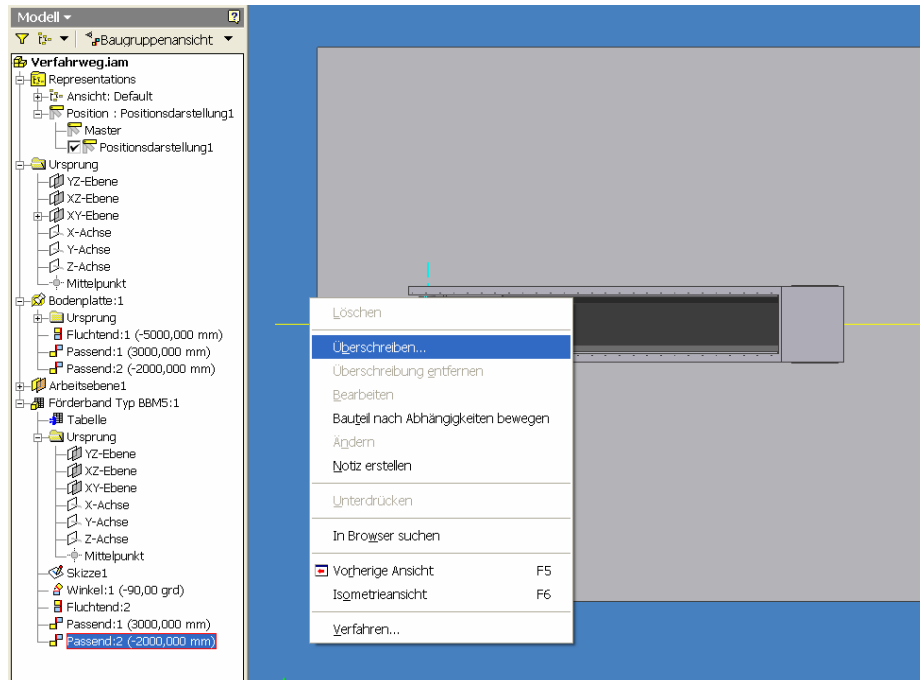 Modell
Baugruppenansicht
Verfahrweg.iam
Representations
Ansicht: Default
Position : Positionsdarstellung1
Master
Positionsdarstellung1
Ursprung
YZ-Ebene
XZ-Ebene
XY-Ebene
X-Achse
Y-Achse
Z-Achse
Mittelpunkt
Bodenplatte:1
Ursprung
Fluchtend:1 (-5000,000 mm)
Passend:1 (3000,000 mm)
Passend:2 (-2000,000 mm)
Arbeitsebene1
Förderband Typ BBM5:1
Tabelle
Ursprung
YZ-Ebene
XZ-Ebene
XY-Ebene
X-Achse
Y-Achse
Z-Achse
Mittelpunkt
Skizze1
Winkel:1 (-90,00 grd)
Fluchtend:2
Passend:1 (3000,000 mm)
Passend:2 (-2000,000 mm)
Löschen
Überschreiben...
Überschreibung entfernen
Bearbeiten
Bauteil nach Abhängigkeiten bewegen
Ändern
Notiz erstellen
Unterdrücken
In Browser suchen
Vorherige Ansicht F5
Isometrieansicht F6
Verfahren...